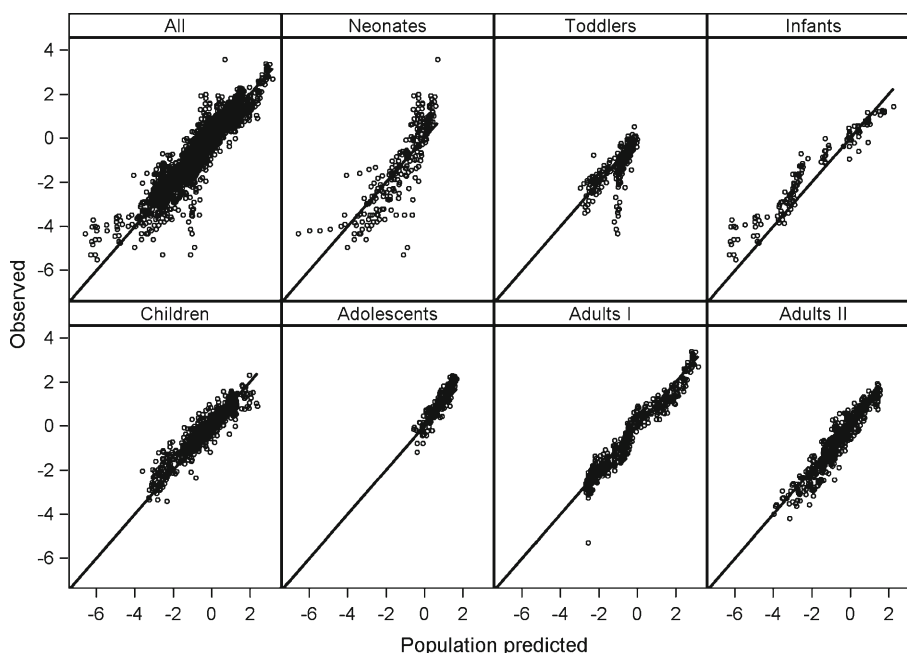 All Neonates Toddlers Infants
4
2
0
-2
-4
-6
Observed
Children Adolescents Adults I Adults II
4
2
0
-2
-4
-6
-6 -4 -2 0 2 -6 -4 -2 0 2 -6 -4 -2 0 2 -6 -4 -2 0 2
Population predicted